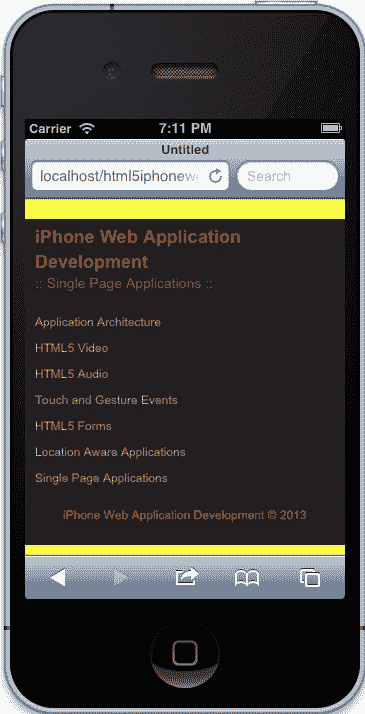 Carrier 7:11 PM
Untitled
localhost/html5iphonewe Search
iPhone Web Application
Development
:: Single Page Applications ::
Application Architecture
HTML5 Video
HTML5 Audio
Touch and Gesture Events
HTML5 Forms
Location Aware Applications
Single Page Applications
iPhone Web Application Development © 2013